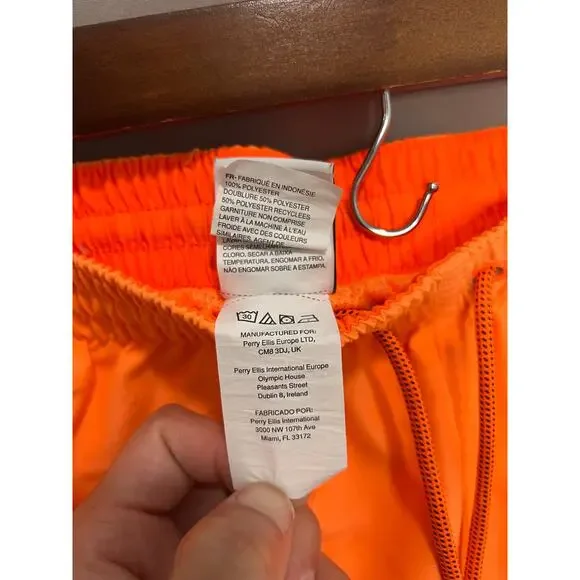 FR- FABRIQUÉ EN INDONÉSIE
100% POLYESTER
DOUBLURE 50% POLYESTER
50% POLYESTER RECYCLÉES
GARNITURE NON COMPRISE
LAVER À LA MACHINE À L'EAU
FROIDE AVEC DES COULEURS
SIMILAIRES. AGENT DE
CLORO. SECAR A BAIXA
TEMPERATURA. ENGOMAR A FRIO.
NÃO ENGOMAR SOBRE A ESTAMPA.
30
MANUFACTURED FOR:
Perry Ellis Europe LTD,
CM8 3DJ, UK
Perry Ellis International Europe
Olympic House
Pleasants Street
Dublin 8, Ireland
FABRICADO POR:
Perry Ellis International
3000 NW 107th Ave
Miami, FL 33172